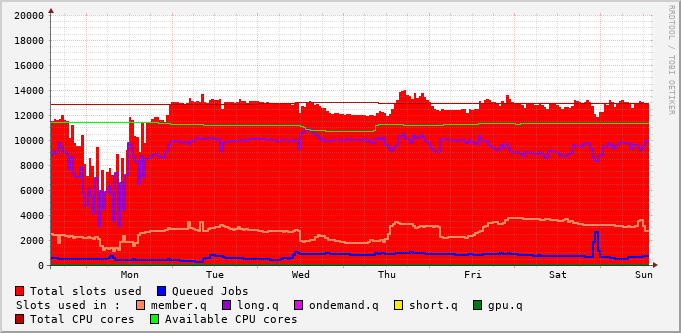 RRDTOOL / TOBI OETIKER
20000
18000
16000
14000
12000
10000
8000
6000
4000
2000
0
Mon Tue Wed Thu Fri Sat Sun
Total slots used Queued Jobs
Slots used in : member.q long.q ondemand.q short.q gpu.q
Total CPU cores Available CPU cores